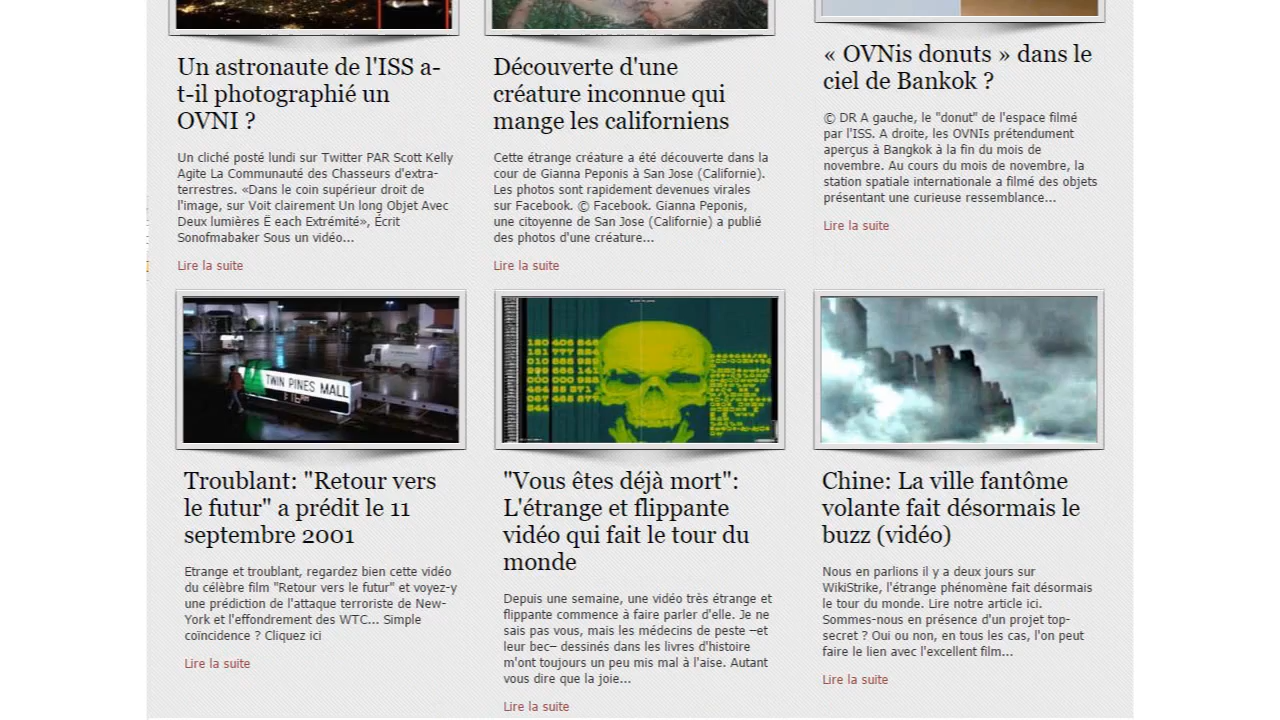 Un astronaute de l'ISS a-
t-il photographié un
OVNI ?
Un cliché posté lundi sur Twitter PAR Scott Kelly
Agite La Communauté des Chasseurs d'extra-
terrestres. «Dans le coin supérieur droit de
l'image, sur Voit clairement Un long Objet Avec
Deux lumières Ë each Extrémité», Écrit
Sonofmabaker Sous un vidéo...
Lire la suite
Découverte d'une
créature inconnue qui
mange les californiens
Cette étrange créature a été découverte dans la
cour de Gianna Peponis à San Jose (Californie).
Les photos sont rapidement devenues virales
sur Facebook. © Facebook. Gianna Peponis,
une citoyenne de San Jose (Californie) a publié
des photos d'une créature...
Lire la suite
« OVNis donuts » dans le
ciel de Bankok ?
© DR A gauche, le "donut" de l'espace filmé
par l'ISS. A droite, les OVNIs prétendument
aperçus à Bangkok à la fin du mois de
novembre. Au cours du mois de novembre, la
station spatiale internationale a filmé des objets
présentant une curieuse ressemblance...
Lire la suite
TWIN PINES MALL
Troublant: "Retour vers
le futur" a prédit le 11
septembre 2001
Etrange et troublant, regardez bien cette vidéo
du célèbre film "Retour vers le futur" et voyez-y
une prédiction de l'attaque terroriste de New-
York et l'effondrement des WTC... Simple
coïncidence ? Cliquez ici
Lire la suite
"Vous êtes déjà mort":
L'étrange et flippante
vidéo qui fait le tour du
monde
Depuis une semaine, une vidéo très étrange et
flippante commence à faire parler d'elle. Je ne
sais pas vous, mais les médecins de peste –et
leur bec– dessinés dans les livres d'histoire
m'ont toujours un peu mis mal à l'aise. Autant
vous dire que la joie...
Lire la suite
Chine: La ville fantôme
volante fait désormais le
buzz (vidéo)
Nous en parlions il y a deux jours sur
WikiStrike, l'étrange phénomène fait désormais
le tour du monde. Lire notre article ici.
Sommes-nous en présence d'un projet top-
secret ? Oui ou non, en tous les cas, l'on peut
faire le lien avec l'excellent film...
Lire la suite